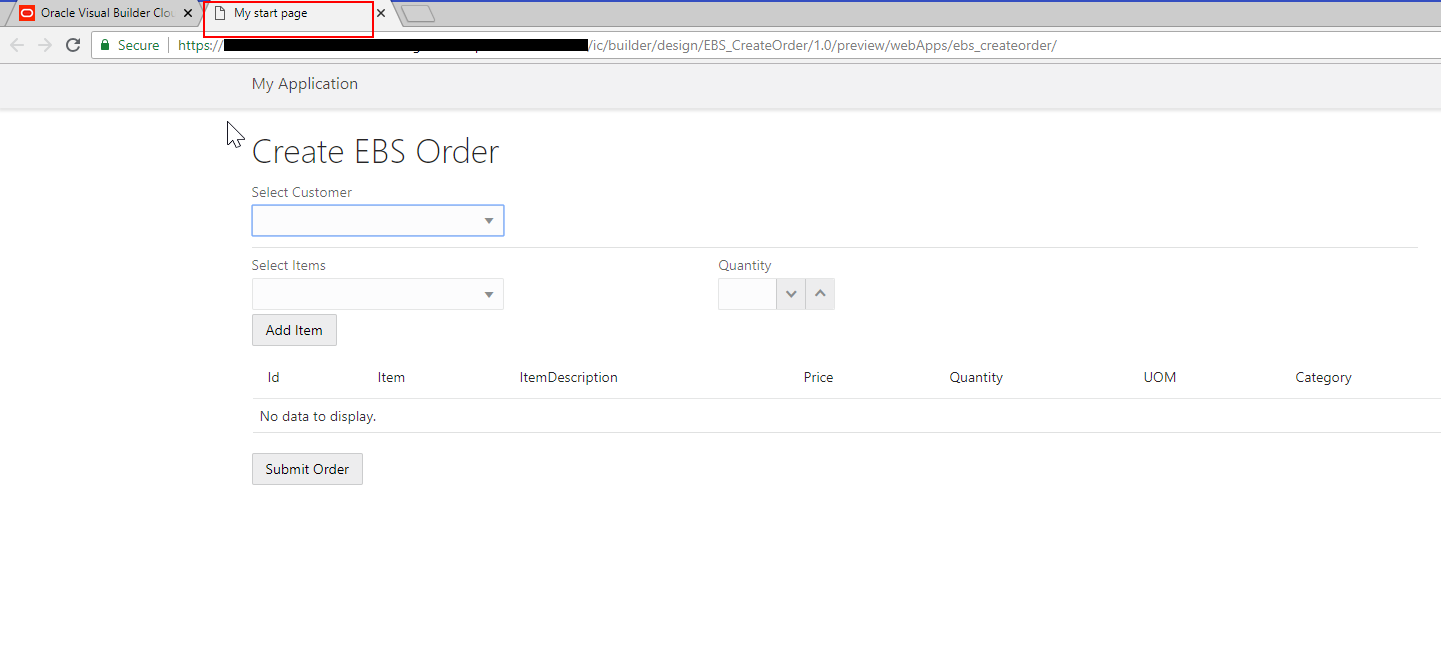 Oracle Visual Builder Clou
My start page
Secure https:// /ic/builder/design/EBS_CreateOrder/1.0/preview/webApps/ebs_createorder/
My Application
Create EBS Order
Select Customer
Select Items Quantity
Add Item
Id Item ItemDescription Price Quantity UOM Category
No data to display.
Submit Order